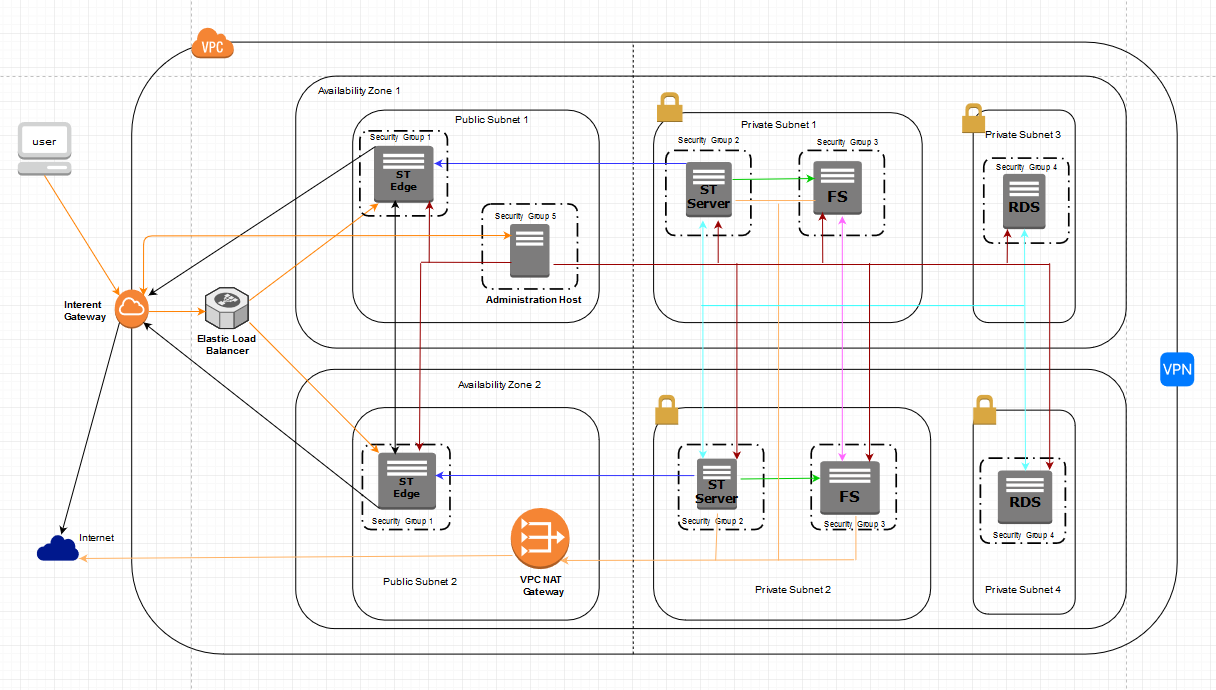 VPC
Availability Zone 1
user
Public Subnet 1
Security Group 1
ST
Edge
Security Group 5
Administration Host
Private Subnet 1
Security Group 2
ST
Server
Security Group 3
FS
Private Subnet 3
Security Group 4
RDS
Interent
Gateway
Elastic Load
Balancer
VPN
Availability Zone 2
ST
Edge
Security Group 1
Public Subnet 2
VPC NAT
Gateway
ST
Server
Security Group 2
FS
Security Group 3
Private Subnet 2
RDS
Security Group 4
Private Subnet 4
Internet